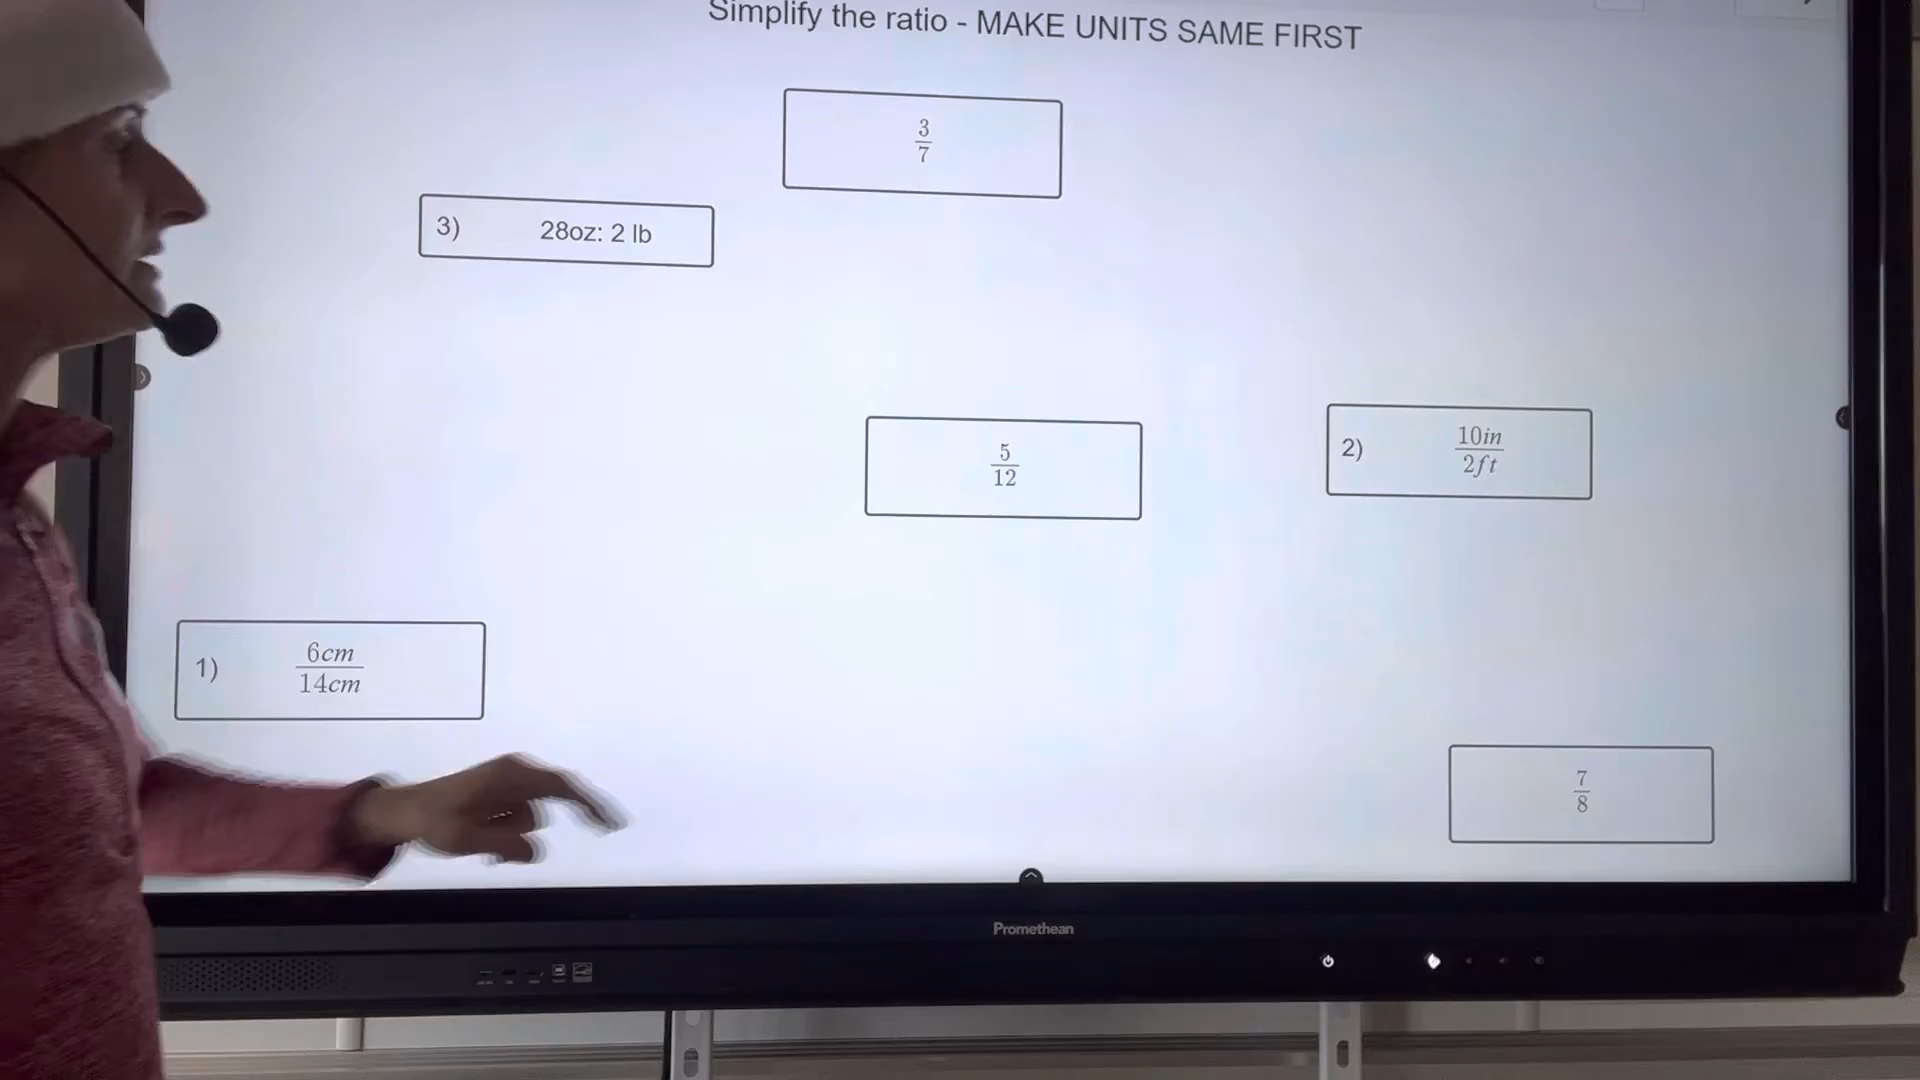 Simplify the ratio - MAKE UNITS SAME FIRST
3
7
3) 28oz: 2 lb
5
12
2) 10in
2ft
1) 6cm
14cm
7
8
Promethean